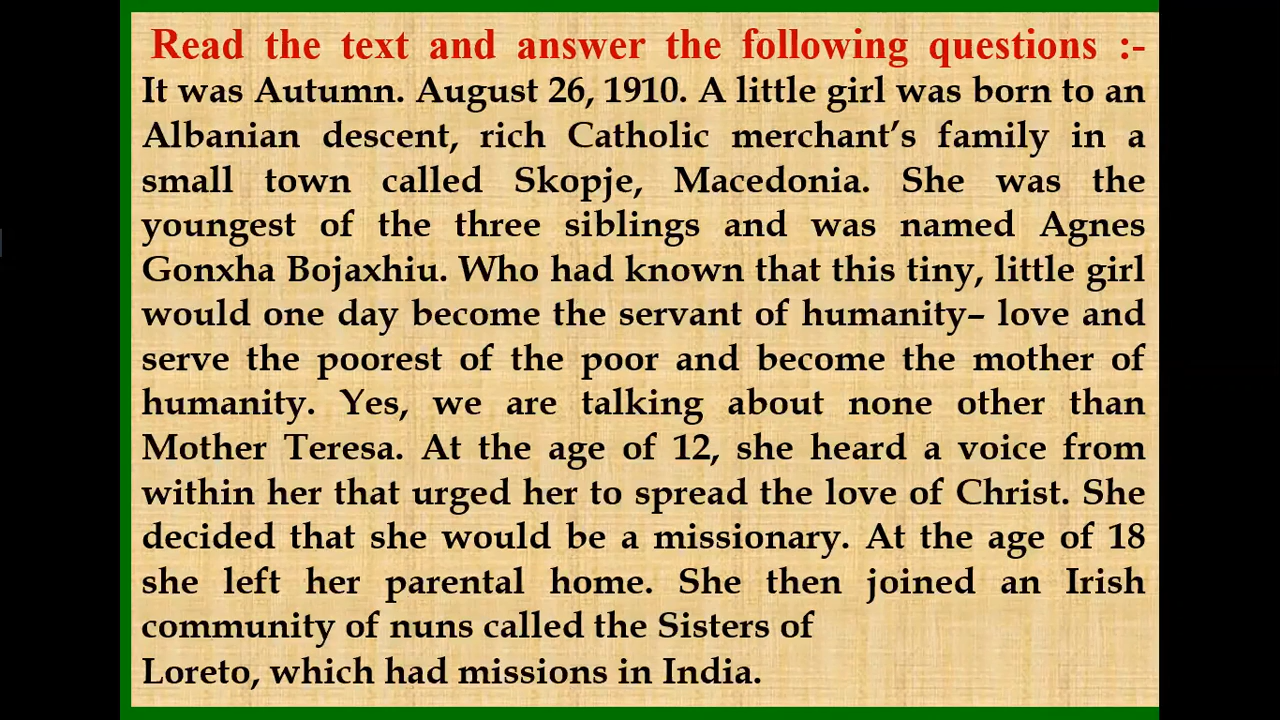 Read the text and answer the following questions :-
It was Autumn. August 26, 1910. A little girl was born to an
Albanian descent, rich Catholic merchant’s family in a
small town called Skopje, Macedonia. She was the
youngest of the three siblings and was named Agnes
Gonxha Bojaxhiu. Who had known that this tiny, little girl
would one day become the servant of humanity– love and
serve the poorest of the poor and become the mother of
humanity. Yes, we are talking about none other than
Mother Teresa. At the age of 12, she heard a voice from
within her that urged her to spread the love of Christ. She
decided that she would be a missionary. At the age of 18
she left her parental home. She then joined an Irish
community of nuns called the Sisters of
Loreto, which had missions in India.